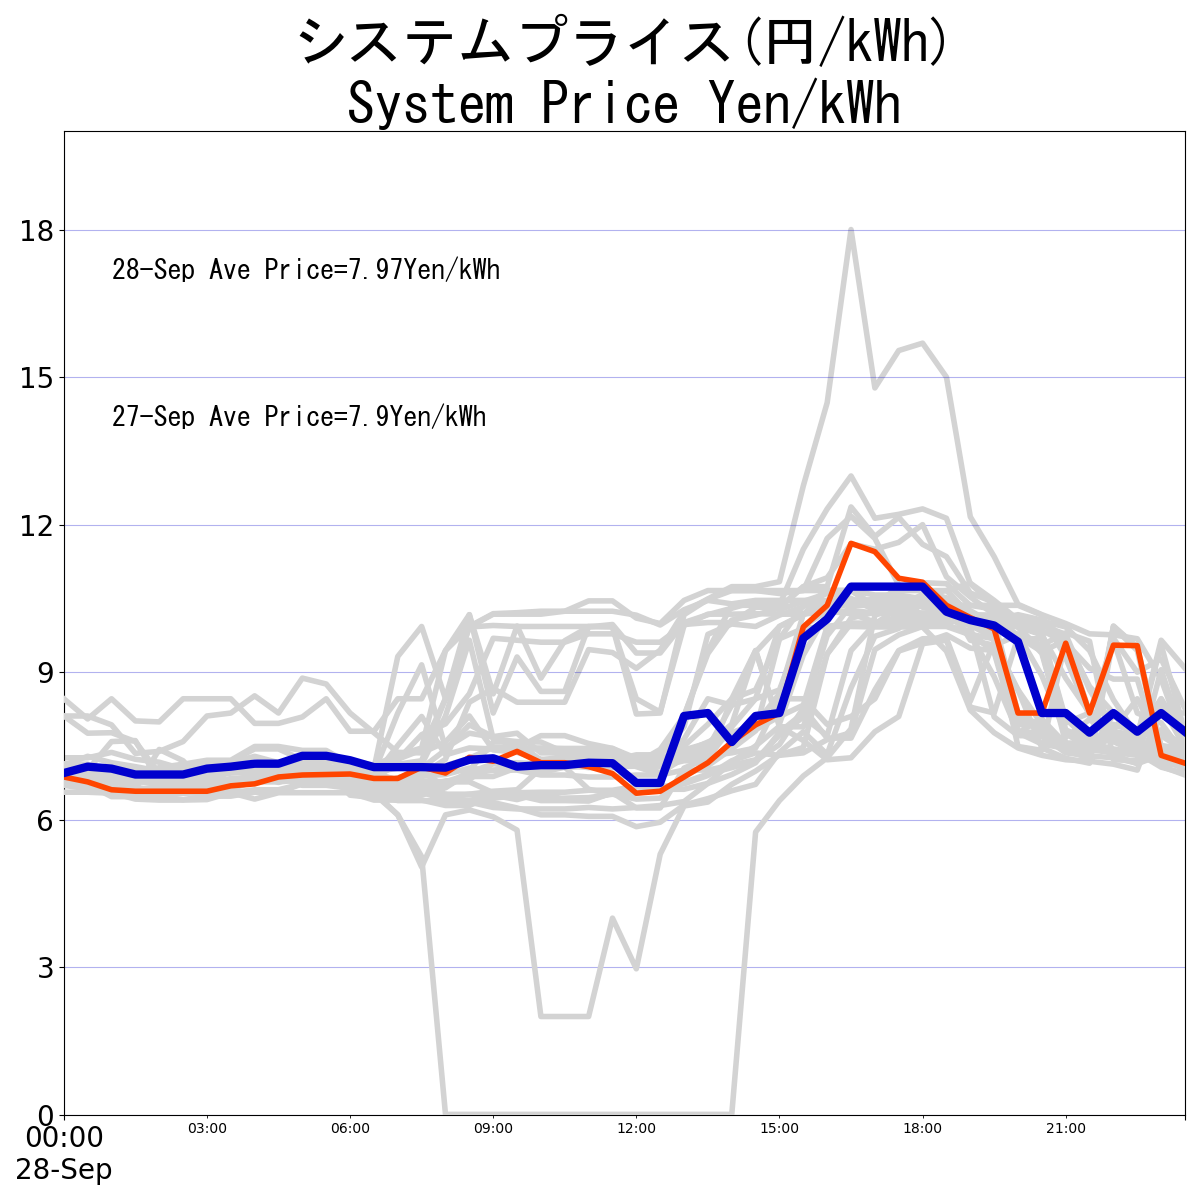 システムプライス(円/kWh)
System Price Yen/kWh
18
28-Sep Ave Price=7.97Yen/kWh
15
27-Sep Ave Price=7.9Yen/kWh
12
9
6
3
0
00:00 03:00 06:00 09:00 12:00 15:00 18:00 21:00
28-Sep